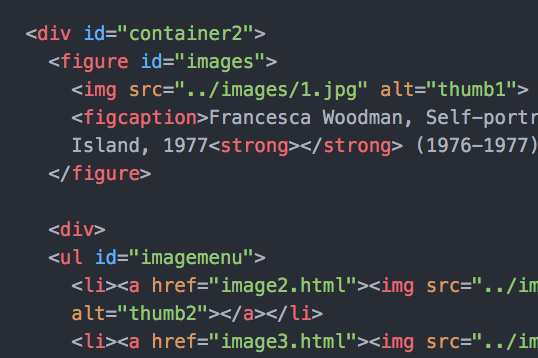 <div id="container2">
<figure id="images">
<img src="../images/1.jpg" alt="thumb1">
<figcaption>Francesca Woodman, Self-portr
Island, 1977<strong></strong> (1976-1977)
</figure>
<div>
<ul id="imagemenu">
<li><a href="image2.html"><img src="../im
alt="thumb2"></a></li>
<li><a href="image3.html"><img src="../im